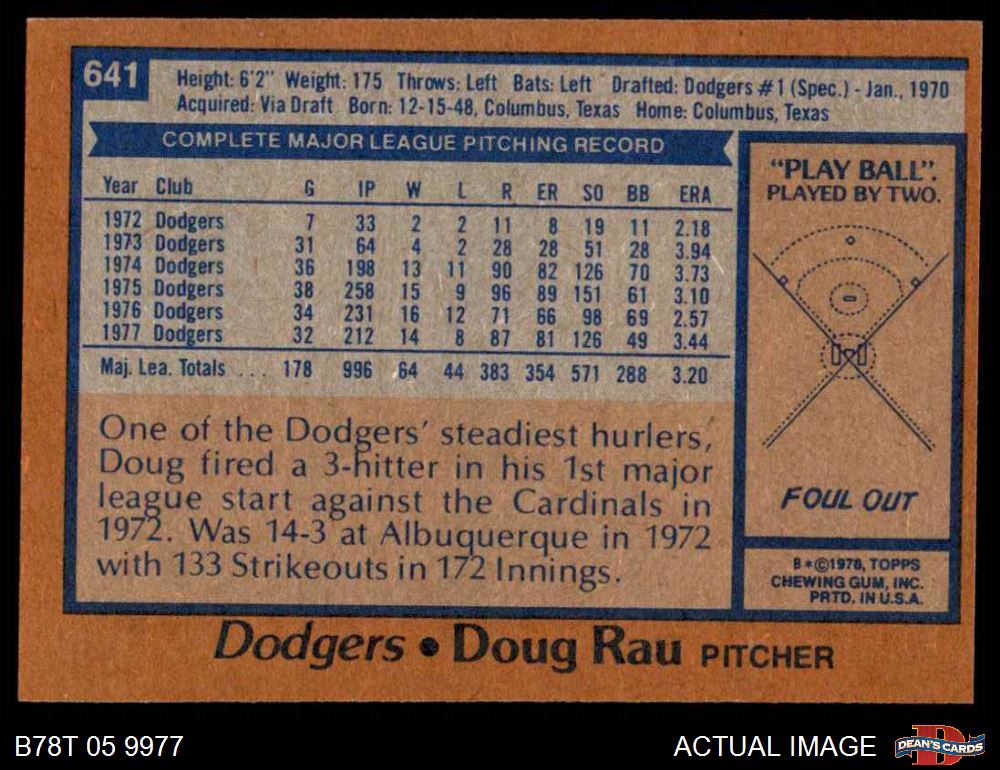 641
Height: 6'2" Weight: 175 Throws: Left Bats: Left Drafted: Dodgers #1 (Spec.) - Jan., 1970
Acquired: Via Draft Born: 12-15-48, Columbus, Texas Home: Columbus, Texas
COMPLETE MAJOR LEAGUE PITCHING RECORD
Year Club G IP W L R ER SO BB ERA
1972 Dodgers 7 33 2 2 11 8 19 11 2.18
1973 Dodgers 31 64 4 2 28 28 51 28 3.94
1974 Dodgers 36 198 13 11 90 82 126 70 3.73
1975 Dodgers 38 258 15 9 96 89 151 61 3.10
1976 Dodgers 34 231 16 12 71 66 98 69 2.57
1977 Dodgers 32 212 14 8 87 81 126 49 3.44
Maj. Lea. Totals ... 178 996 64 44 383 354 571 288 3.20
One of the Dodgers' steadiest hurlers,
Doug fired a 3-hitter in his 1st major
league start against the Cardinals in
1972. Was 14-3 at Albuquerque in 1972
with 133 Strikeouts in 172 Innings.
"PLAY BALL".
PLAYED BY TWO.
FOUL OUT
B*©1978, TOPPS
CHEWING GUM, INC.
PRTD. IN U.S.A.
Dodgers • Doug Rau PITCHER
B78T 05 9977
ACTUAL IMAGE
DEAN'S CARDS